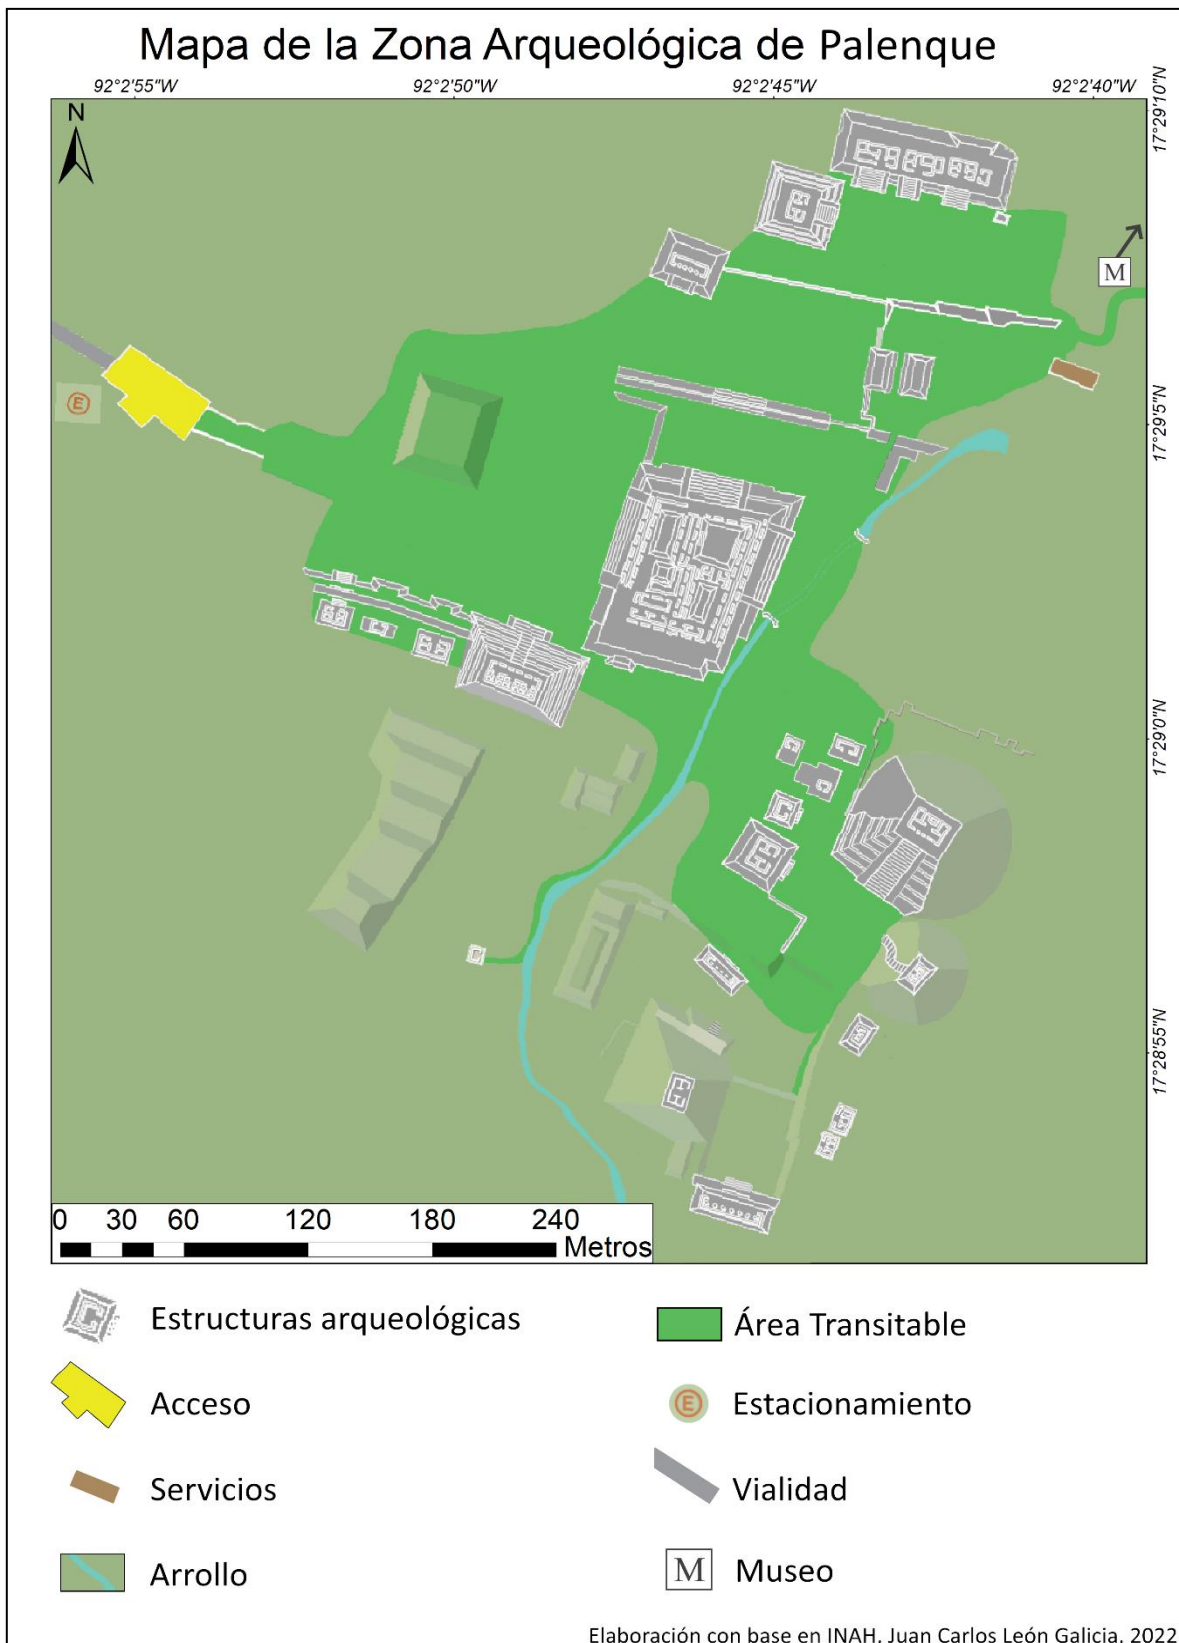 Mapa de la Zona Arqueológica de Palenque
92°2'55"W 92°2'50"W 92°2'45"W 92°2'40"W
17°29'10"N
N
M
E
17°29'5"N
17°29'0"N
17°28'55"N
0 30 60 120 180 240
Metros
Estructuras arqueológicas
Área Transitable
Acceso
E Estacionamiento
Servicios
Vialidad
Arrollo
M Museo
Elaboración con base en INAH. Juan Carlos León Galicia. 2022